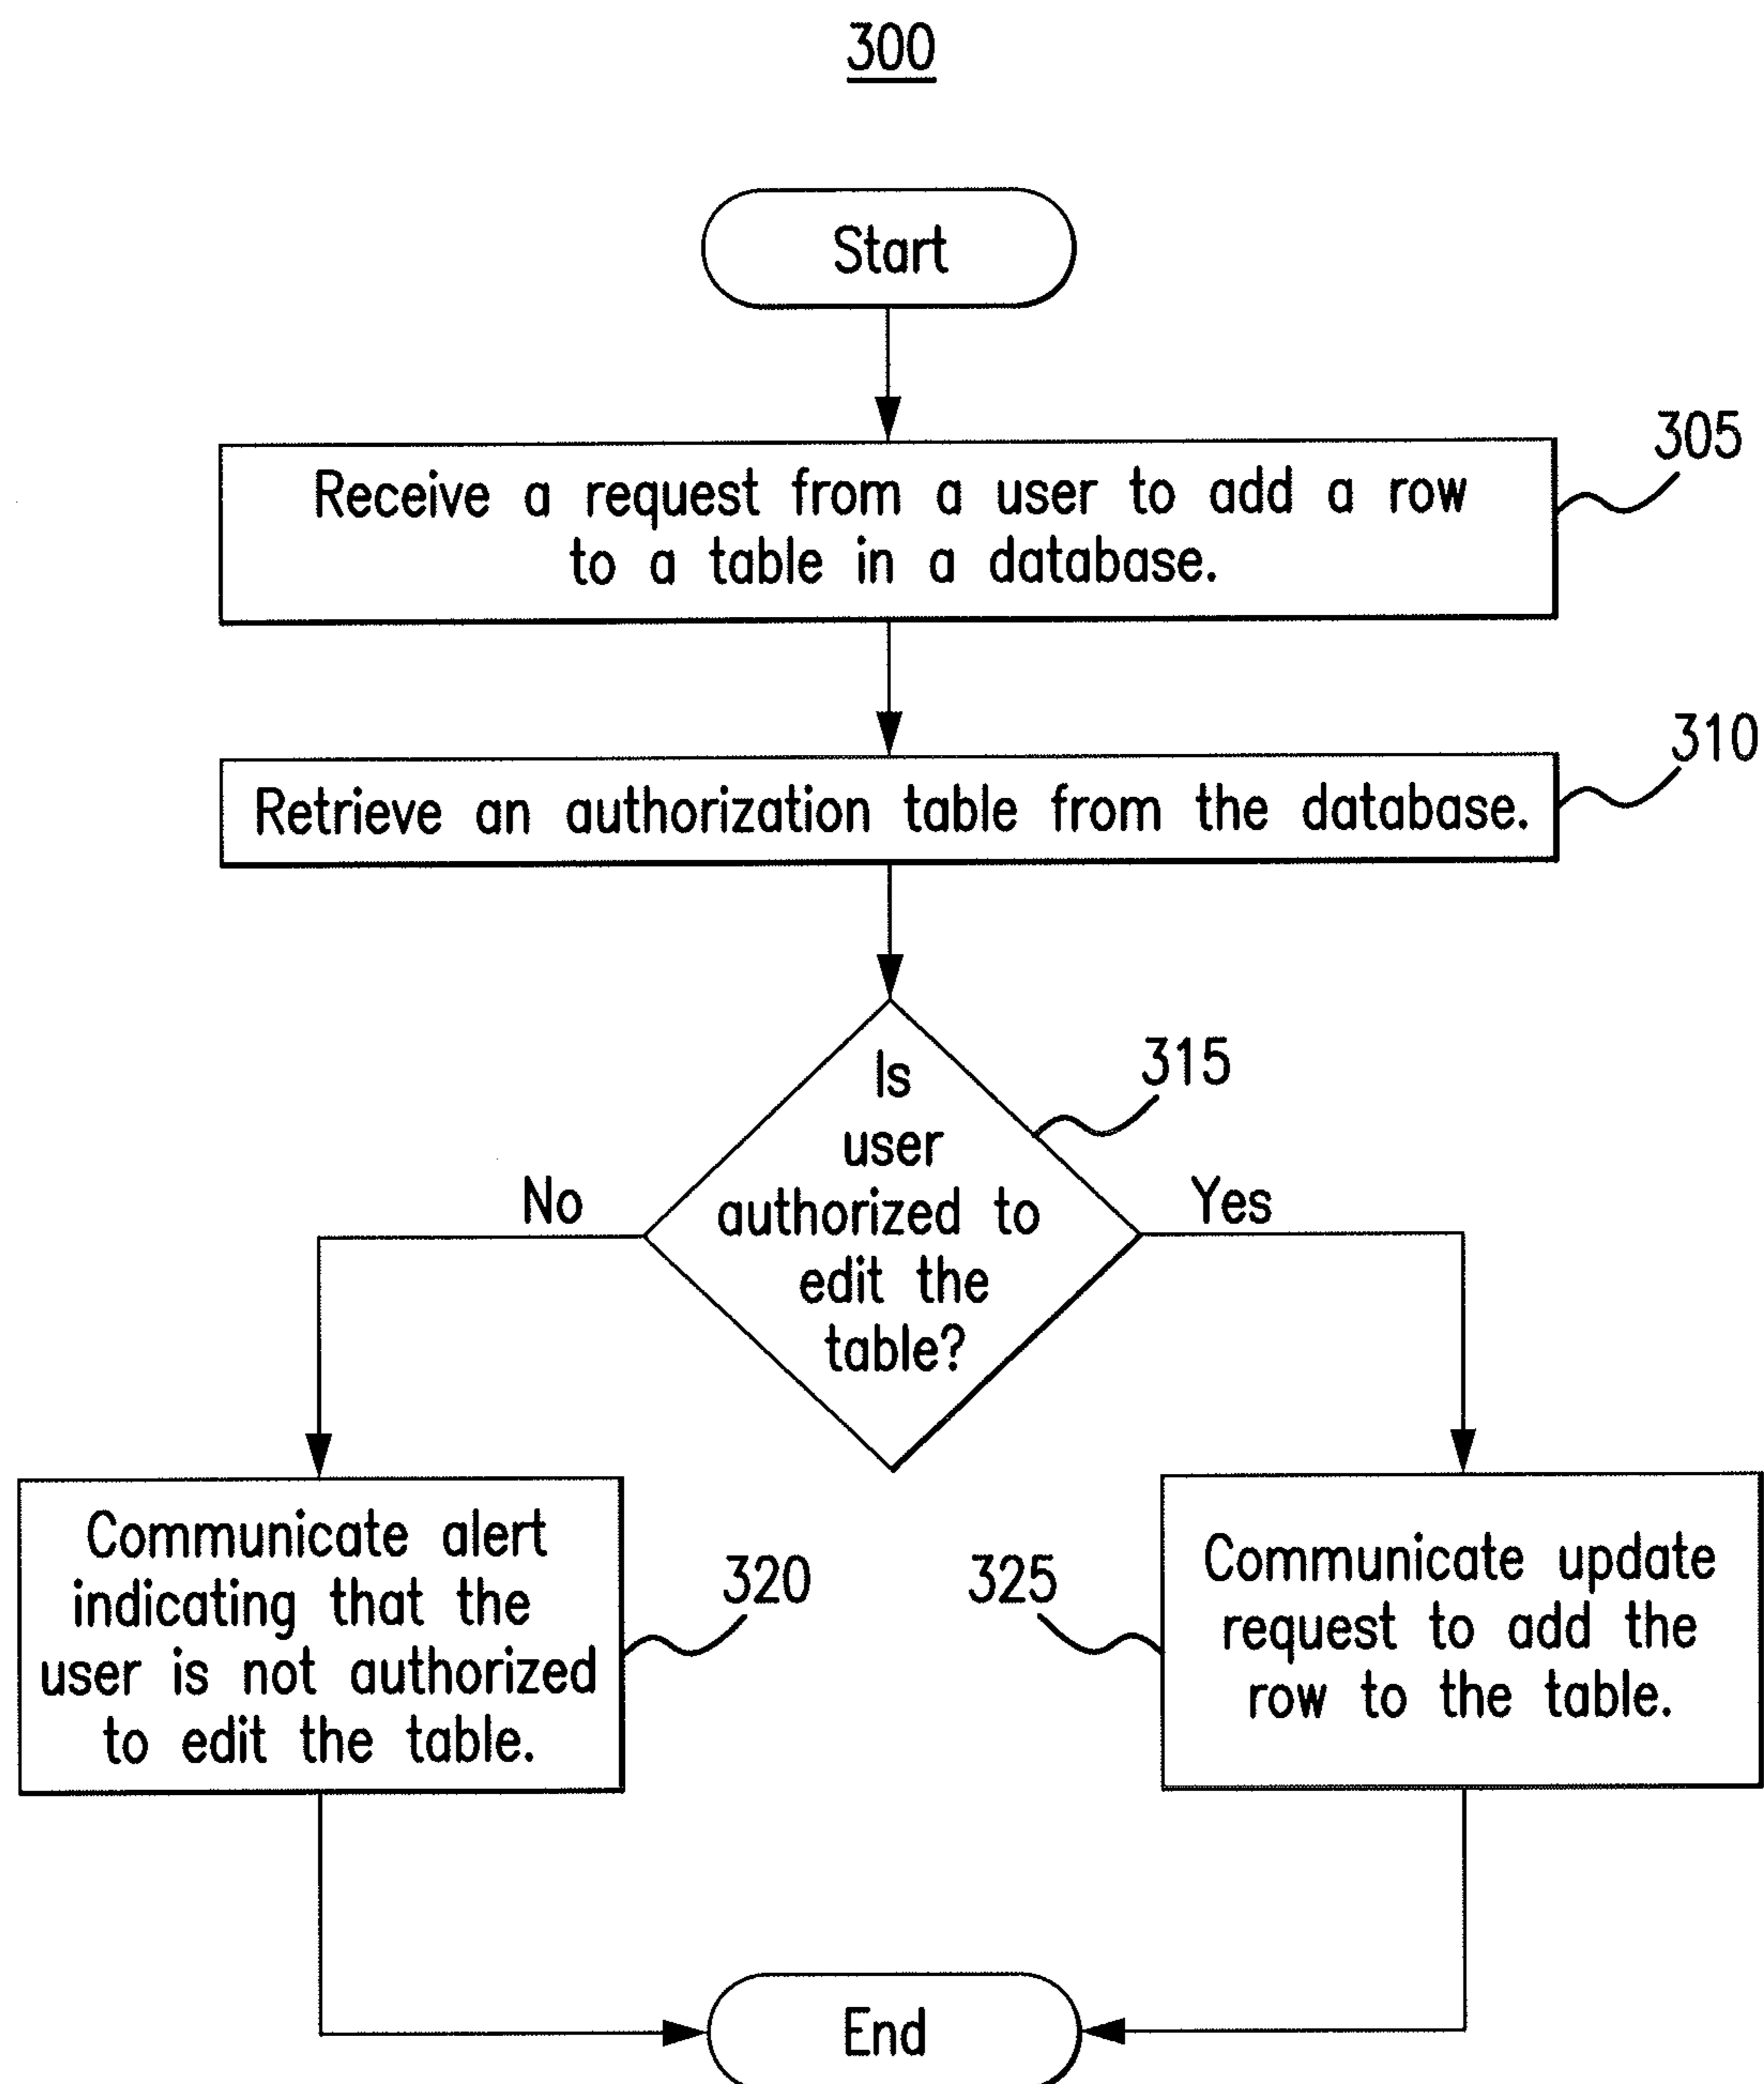 300
Start
305
Receive a request from a user to add a row
to a table in a database.
310
Retrieve an authorization table from the database.
315
Is
user
authorized to
edit the
table?
No
Yes
Communicate alert
indicating that the
user is not authorized
to edit the table.
320
325
Communicate update
request to add the
row to the table.
End